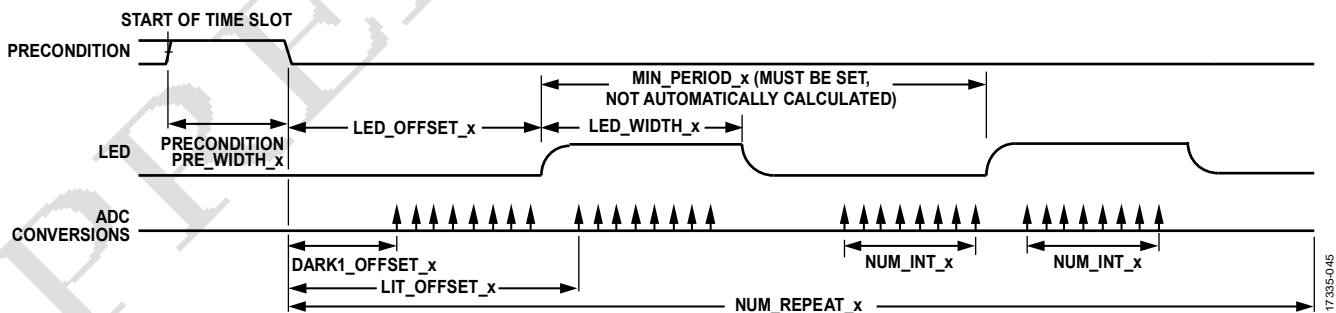 START OF TIME SLOT
PRECONDITION
MIN_PERIOD_x (MUST BE SET,
NOT AUTOMATICALLY CALCULATED)
LED_OFFSET_x
LED_WIDTH_x
PRECONDITION
PRE_WIDTH_x
LED
ADC
CONVERSIONS
DARK1_OFFSET_x
NUM_INT_x
NUM_INT_x
LIT_OFFSET_x
NUM_REPEAT_x
17335-045